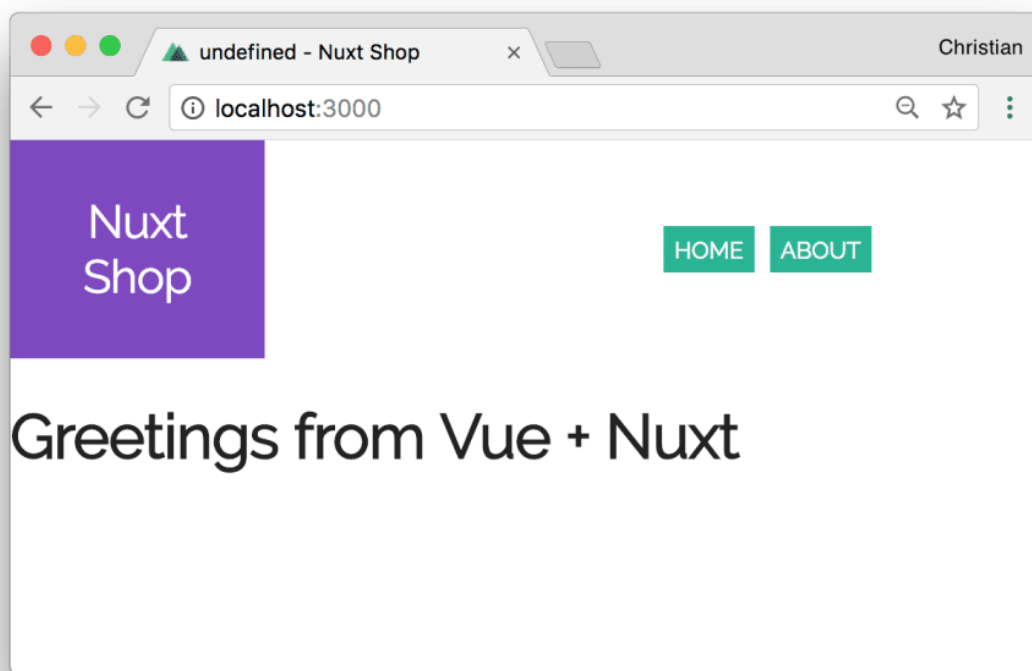 undefined - Nuxt Shop
Christian
localhost:3000
Nuxt
Shop
HOME ABOUT
Greetings from Vue + Nuxt